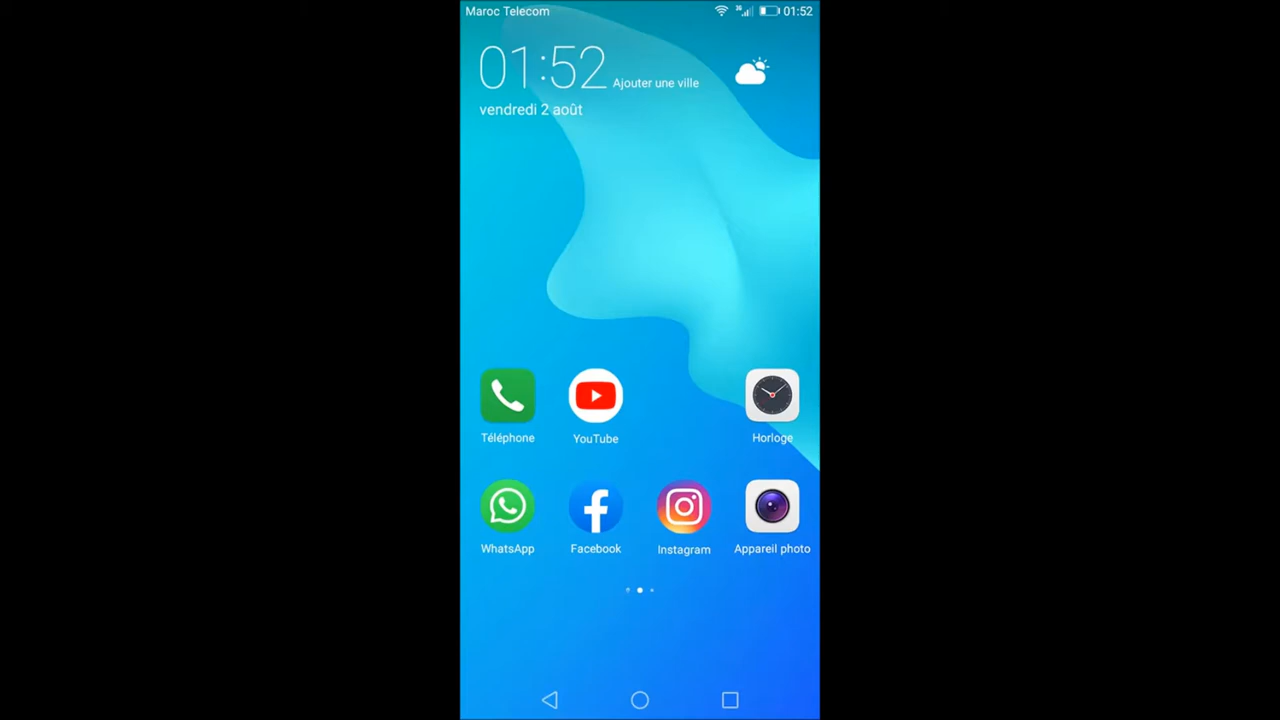 Maroc Telecom
3G
01:52
01:52
Ajouter une ville
vendredi 2 août
Téléphone
YouTube
Horloge
WhatsApp
Facebook
Instagram
Appareil photo